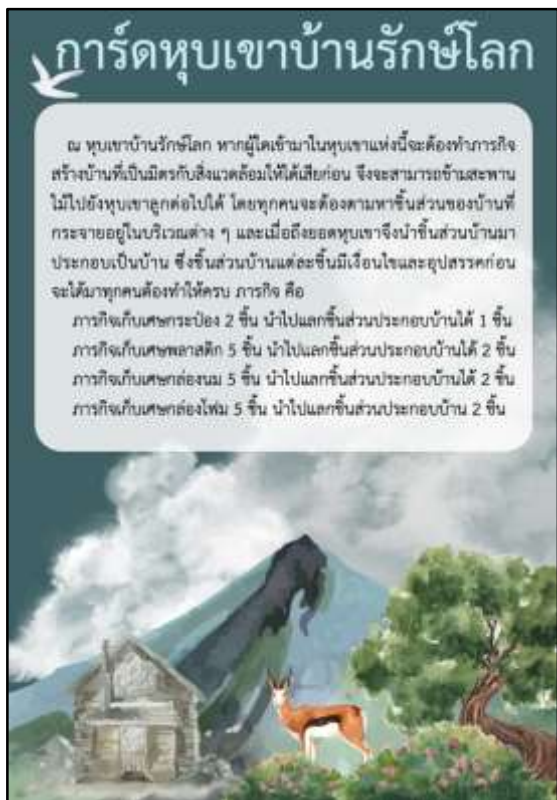 การ์ดหุบเขาบ้านรักษ์โลก
ณ หุบเขาบ้านรักษ์โลก หากผู้ใดเข้ามาในหุบเขาแห่งนี้จะต้องทำภารกิจ
สร้างบ้านที่เป็นมิตรกับสิ่งแวดล้อมให้ได้เสียก่อน จึงจะสามารถข้ามสะพาน
ไม้ไปยังหุบเขาลูกต่อไปได้ โดยทุกคนจะต้องตามหาชิ้นส่วนของบ้านที่
กระจายอยู่ในบริเวณต่าง ๆ และเมื่อถึงยอดหุบเขาจึงนำชิ้นส่วนบ้านมา
ประกอบเป็นบ้าน ซึ่งชิ้นส่วนบ้านแต่ละชิ้นมีเงื่อนไขและอุปสรรคก่อน
จะได้มาทุกคนต้องทำให้ครบ ภารกิจ คือ
ภารกิจเก็บเศษกระป๋อง 2 ชิ้น นำไปแลกชิ้นส่วนประกอบบ้านได้ 1 ชิ้น
ภารกิจเก็บเศษพลาสติก 5 ชิ้น นำไปแลกชิ้นส่วนประกอบบ้านได้ 2 ชิ้น
ภารกิจเก็บเศษกล่องนม 5 ชิ้น นำไปแลกชิ้นส่วนประกอบบ้านได้ 2 ชิ้น
ภารกิจเก็บเศษกล่องโฟม 5 ชิ้น นำไปแลกชิ้นส่วนประกอบบ้าน 2 ชิ้น